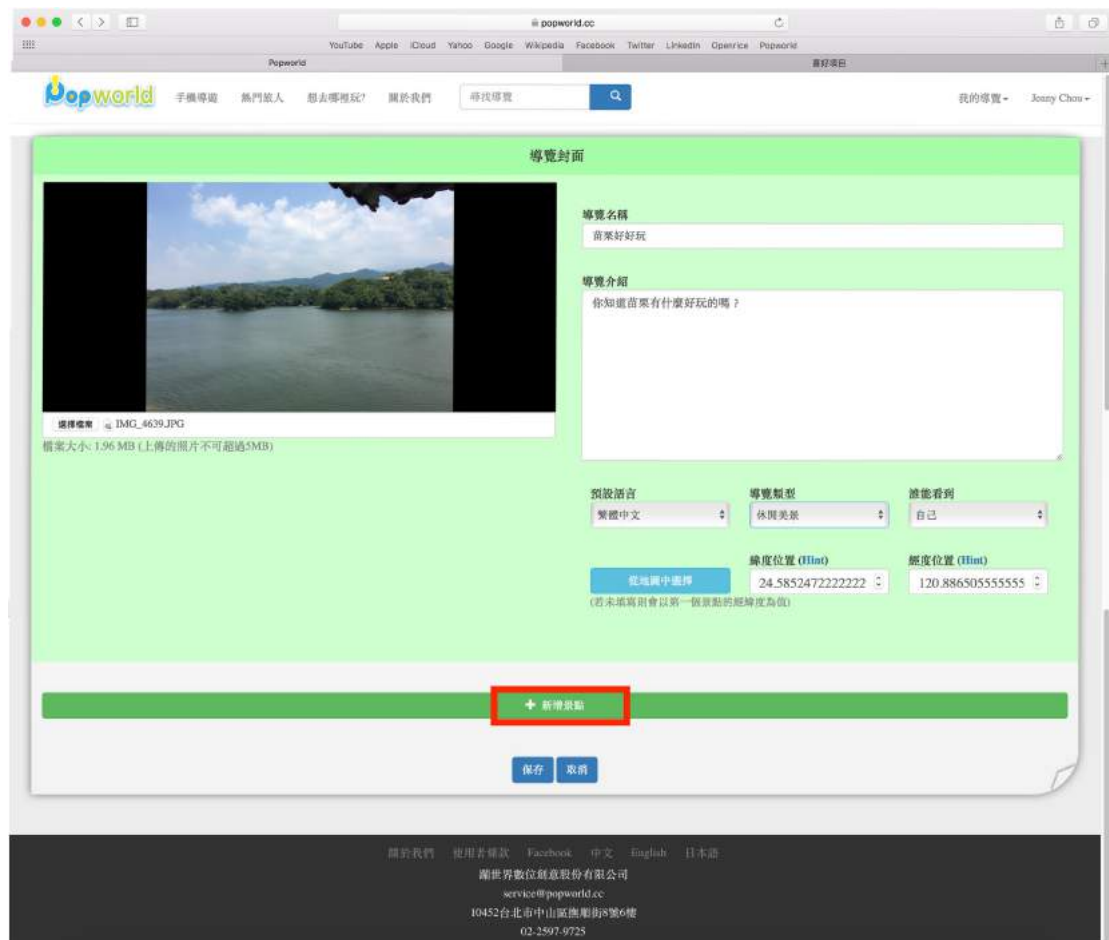 popworld.cc
YouTube Apple iCloud Yahoo Google Wikipedia Facebook Twitter LinkedIn Openrice Popworld
Popworld 喜好項目
Popworld 手機導遊 熱門旅人 想去哪裡玩? 關於我們 尋找導覽 我的導覽 Jonny Chou
導覽封面
導覽名稱
苗栗好好玩
導覽介紹
你知道苗栗有什麼好玩的嗎?
選擇檔案 IMG_4639.JPG
檔案大小: 1.96 MB (上傳的照片不可超過5MB)
預設語言 導覽類型 誰能看到
繁體中文 休閒美景 自己
緯度位置 (Hint) 經度位置 (Hint)
從地圖中選擇 24.5852472222222 120.886505555555
(若未填寫則會以第一個景點的經緯度為值)
+ 新增景點
保存 取消
關於我們 使用者條款 Facebook 中文 English 日本語
瀾世界數位創意股份有限公司
service@popworld.cc
10452台北市中山區撫順街8號6樓
02-2597-9725